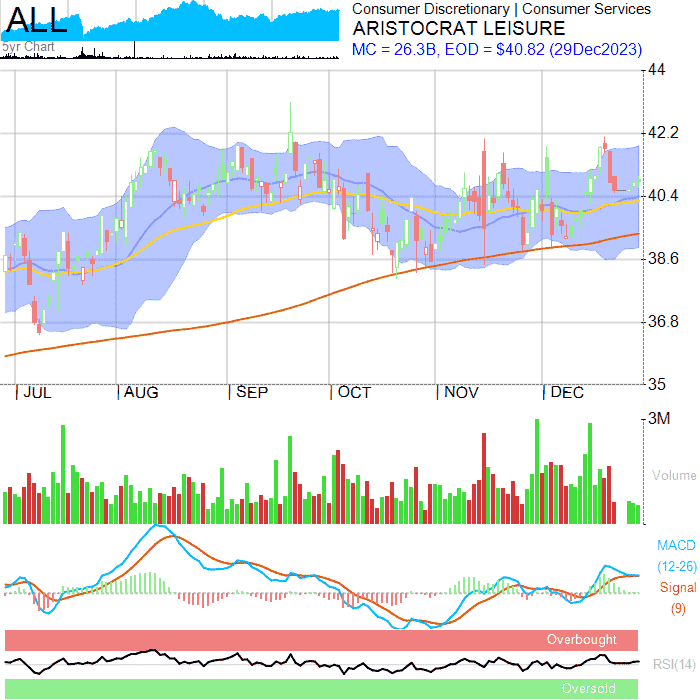 ALL
5yr Chart
Consumer Discretionary | Consumer Services
ARISTOCRAT LEISURE
MC = 26.3B, EOD = $40.82 (29Dec2023)
44
42.2
40.4
38.6
36.8
35
|JUL |AUG |SEP |OCT |NOV |DEC
3M
Volume
MACD
(12-26)
Signal
(9)
Overbought
RSI(14)
Oversold